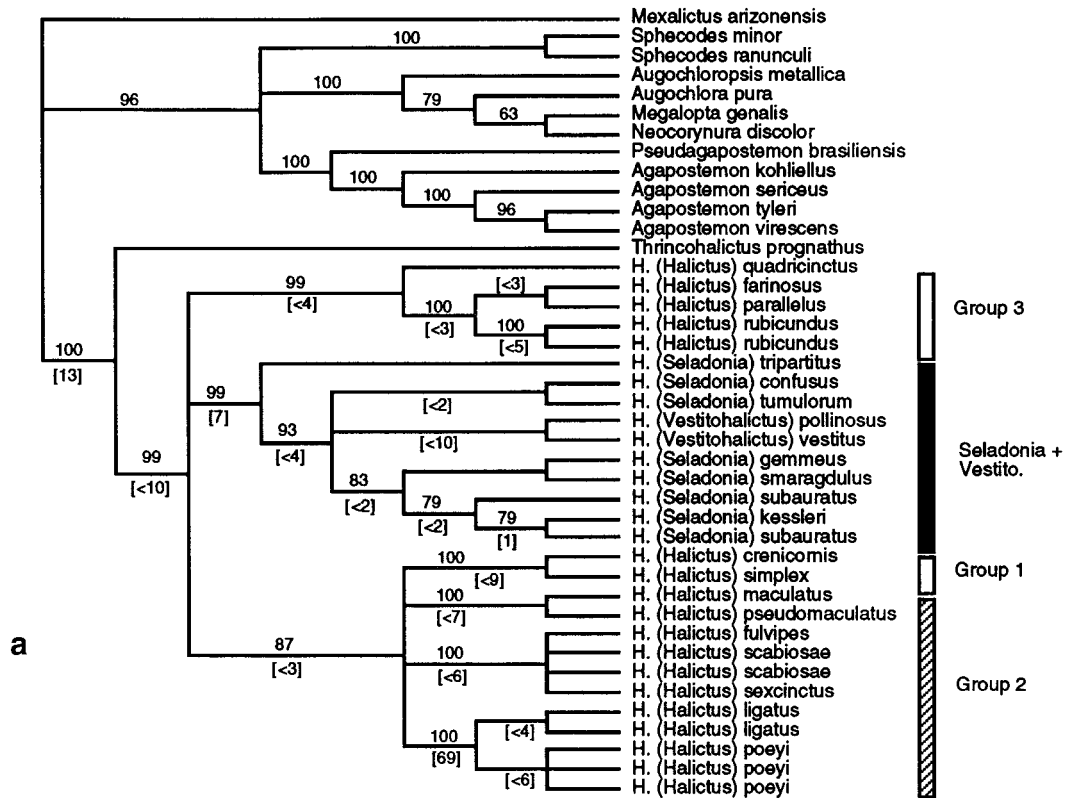 Mexalictus arizonensis
100
Sphecodes minor
Sphecodes ranunculi
100
Augochloropsis metallica
96
79
Augochlora pura
63
Megalopta genalis
Neocorynura discolor
100
Pseudagapostemon brasiliensis
100
Agapostemon kohliellus
100
Agapostemon sericeus
96
Agapostemon tyleri
Agapostemon virescens
Thrincohalictus prognathus
99
[<4]
H. (Halictus) quadricinctus
[<3]
H. (Halictus) farinosus
100
[<3]
H. (Halictus) parallelus
Group 3
100
[<5]
H. (Halictus) rubicundus
H. (Halictus) rubicundus
100
[13]
H. (Seladonia) tripartitus
99
[7]
H. (Seladonia) confusus
[<2]
H. (Seladonia) tumulorum
93
[<4]
H. (Vestitohalictus) pollinosus
[<10]
H. (Vestitohalictus) vestitus
Seladonia +
Vestito.
99
[<10]
H. (Seladonia) gemmeus
83
[<2]
H. (Seladonia) smaragdulus
79
[<2]
H. (Seladonia) subauratus
79
[1]
H. (Seladonia) kessleri
H. (Seladonia) subauratus
100
[<9]
H. (Halictus) crenicornis
H. (Halictus) simplex
Group 1
100
[<7]
H. (Halictus) maculatus
H. (Halictus) pseudomaculatus
a
87
[<3]
H. (Halictus) fulvipes
100
[<6]
H. (Halictus) scabiosae
H. (Halictus) scabiosae
H. (Halictus) sexcinctus
Group 2
H. (Halictus) ligatus
[<4]
H. (Halictus) ligatus
100
[69]
H. (Halictus) poeyi
[<6]
H. (Halictus) poeyi
H. (Halictus) poeyi